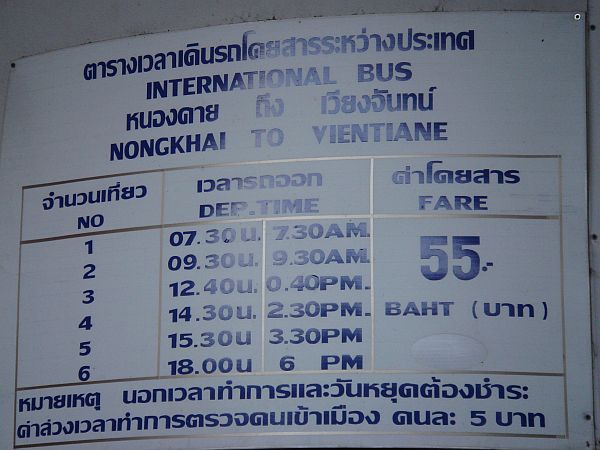 ตารางเวลาเดินรถโดยสารระหว่างประเทศ
INTERNATIONAL BUS
หนองคาย ถึง เวียงจันทน์
NONGKHAI TO VIENTIANE
จำนวนเที่ยว เวลารถออก ค่าโดยสาร
NO DEP.TIME FARE
1 07.30น. 7.30AM.
2 09.30น. 9.30AM.
3 12.40น. 0.40PM.
4 14.30น. 2.30PM.
5 15.30น 3.30PM
6 18.00น 6 PM
55.-
BAHT (บาท)
หมายเหตุ นอกเวลาทำการและวันหยุดต้องชำระ
ค่าล่วงเวลาทำการตรวจคนเข้าเมือง คนละ 5 บาท